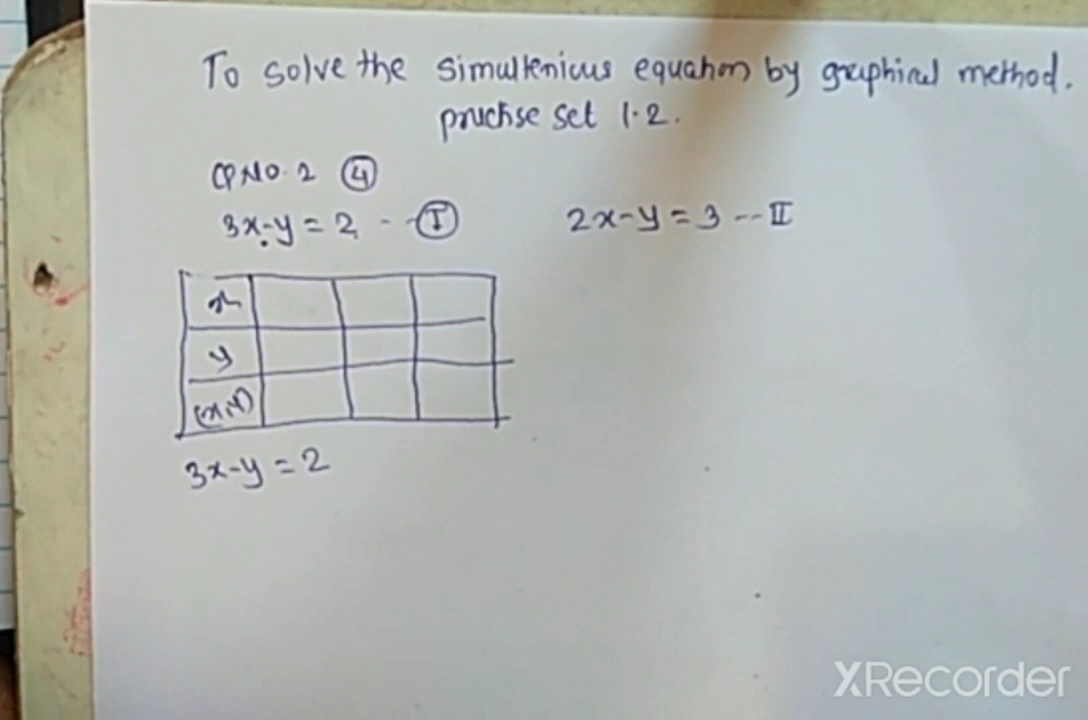 To solve the simultenious equation by graphical method.
practise set 1.2.
Q NO. 2 ④
3x-y = 2 -- Ⓘ 2x-y = 3 -- II
x
y
(x,y)
3x-y = 2
XRecorder